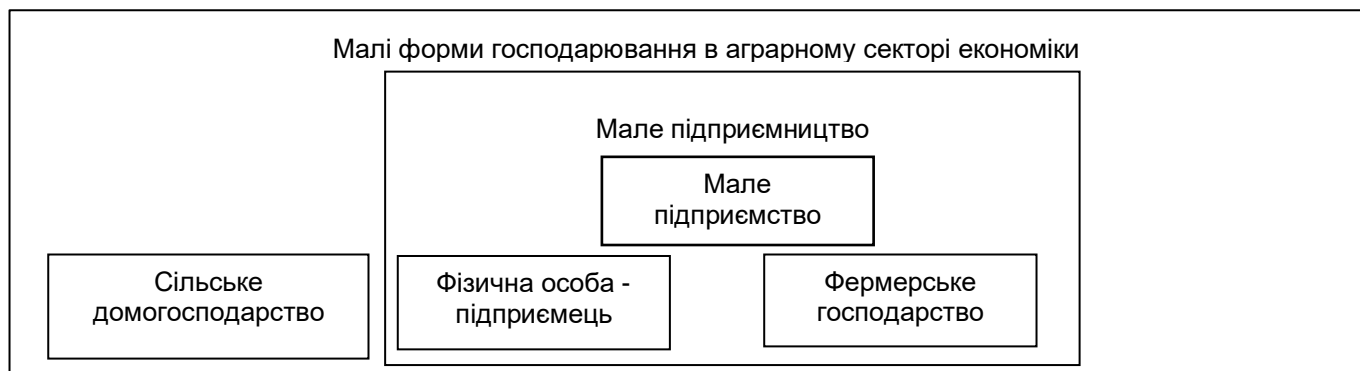 Малі форми господарювання в аграрному секторі економіки
Мале підприємництво
Мале
підприємство
Сільське
домогосподарство
Фізична особа -
підприємець
Фермерське
господарство